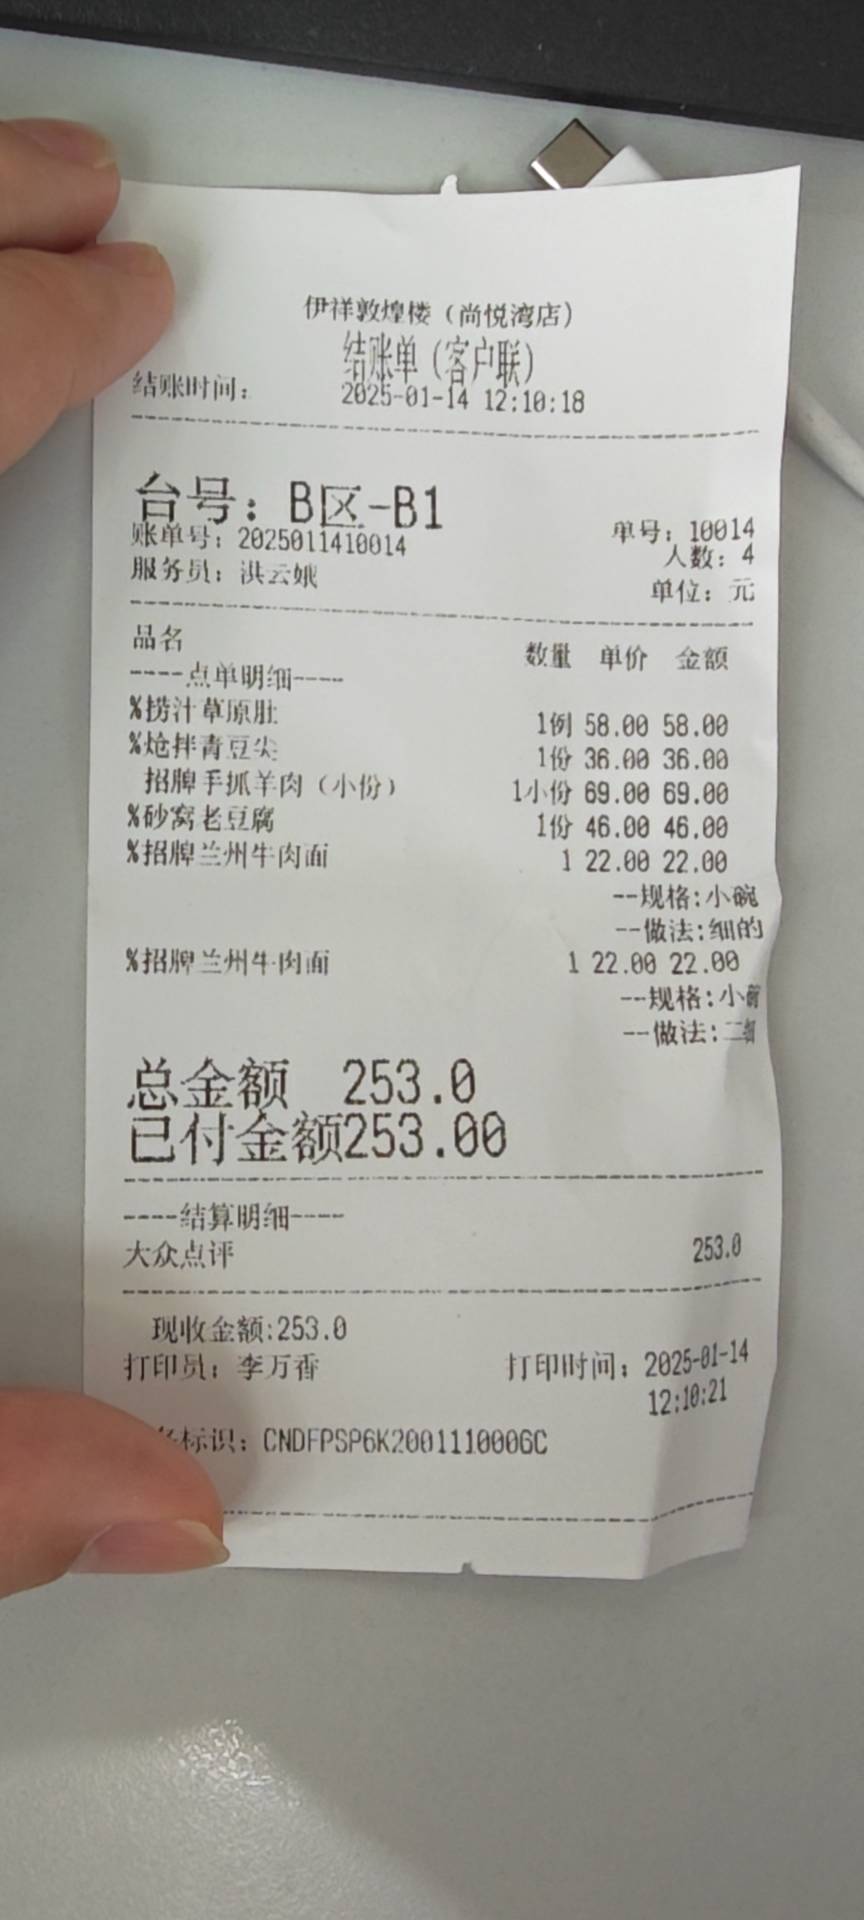 伊祥敦煌楼（尚悦湾店）
结账单（客户联）
结账时间： 2025-01-14 12:10:18
台号：B区-B1
账单号：2025011410014 单号：10014
人数：4
服务员：洪云娥 单位：元
品名 数量 单价 金额
----点单明细----
%捞汁草原肚 1例 58.00 58.00
%炝拌青豆尖 1份 36.00 36.00
招牌手抓羊肉（小份） 1小份 69.00 69.00
%砂窝老豆腐 1份 46.00 46.00
%招牌兰州牛肉面 1 22.00 22.00
--规格:小碗
--做法:细的
%招牌兰州牛肉面 1 22.00 22.00
--规格:小碗
--做法:二细
总金额 253.0
已付金额253.00
----结算明细----
大众点评 253.0
现收金额:253.0
打印员：李万香 打印时间：2025-01-14
12:10:21
标识：CNDFPSP6K2001110006C